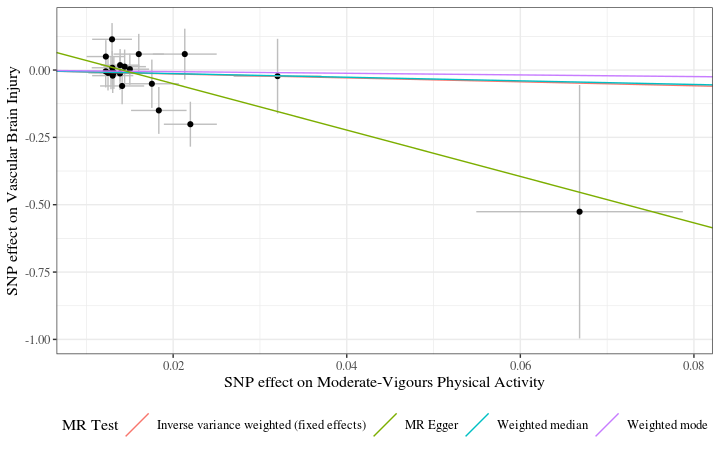 SNP effect on Vascular Brain Injury
0.00
-0.25
-0.50
-0.75
-1.00
0.02 0.04 0.06 0.08
SNP effect on Moderate-Vigours Physical Activity
MR Test Inverse variance weighted (fixed effects) MR Egger Weighted median Weighted mode